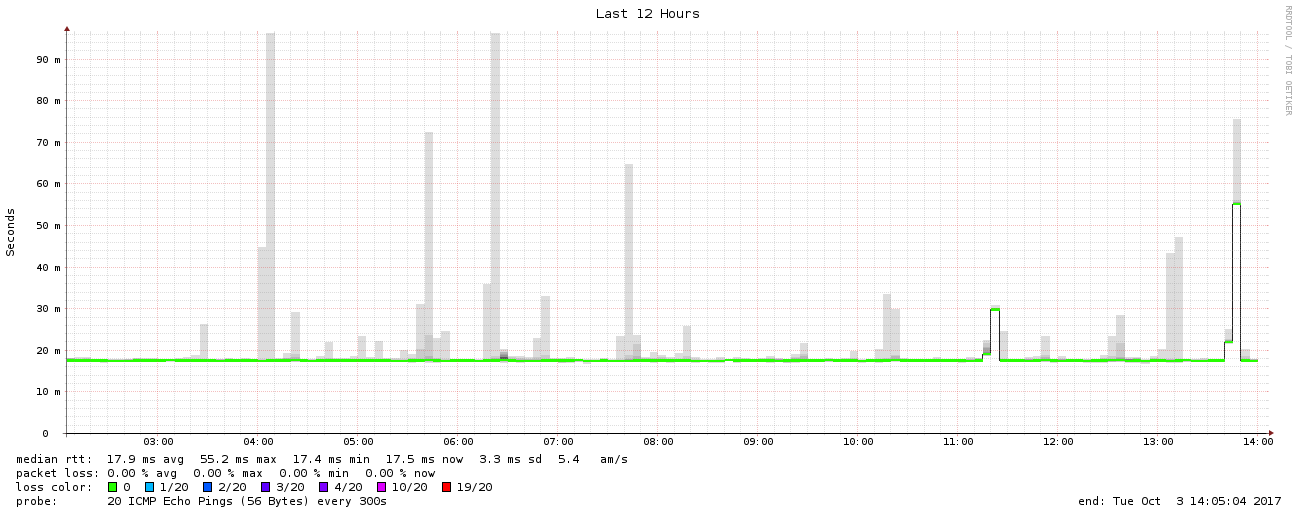 Last 12 Hours
RRDTOOL / TOBI OETIKER
Seconds
90 m
80 m
70 m
60 m
50 m
40 m
30 m
20 m
10 m
0
03:00 04:00 05:00 06:00 07:00 08:00 09:00 10:00 11:00 12:00 13:00 14:00
median rtt: 17.9 ms avg 55.2 ms max 17.4 ms min 17.5 ms now 3.3 ms sd 5.4 am/s
packet loss: 0.00 % avg 0.00 % max 0.00 % min 0.00 % now
loss color: 0 1/20 2/20 3/20 4/20 10/20 19/20
probe: 20 ICMP Echo Pings (56 Bytes) every 300s end: Tue Oct 3 14:05:04 2017